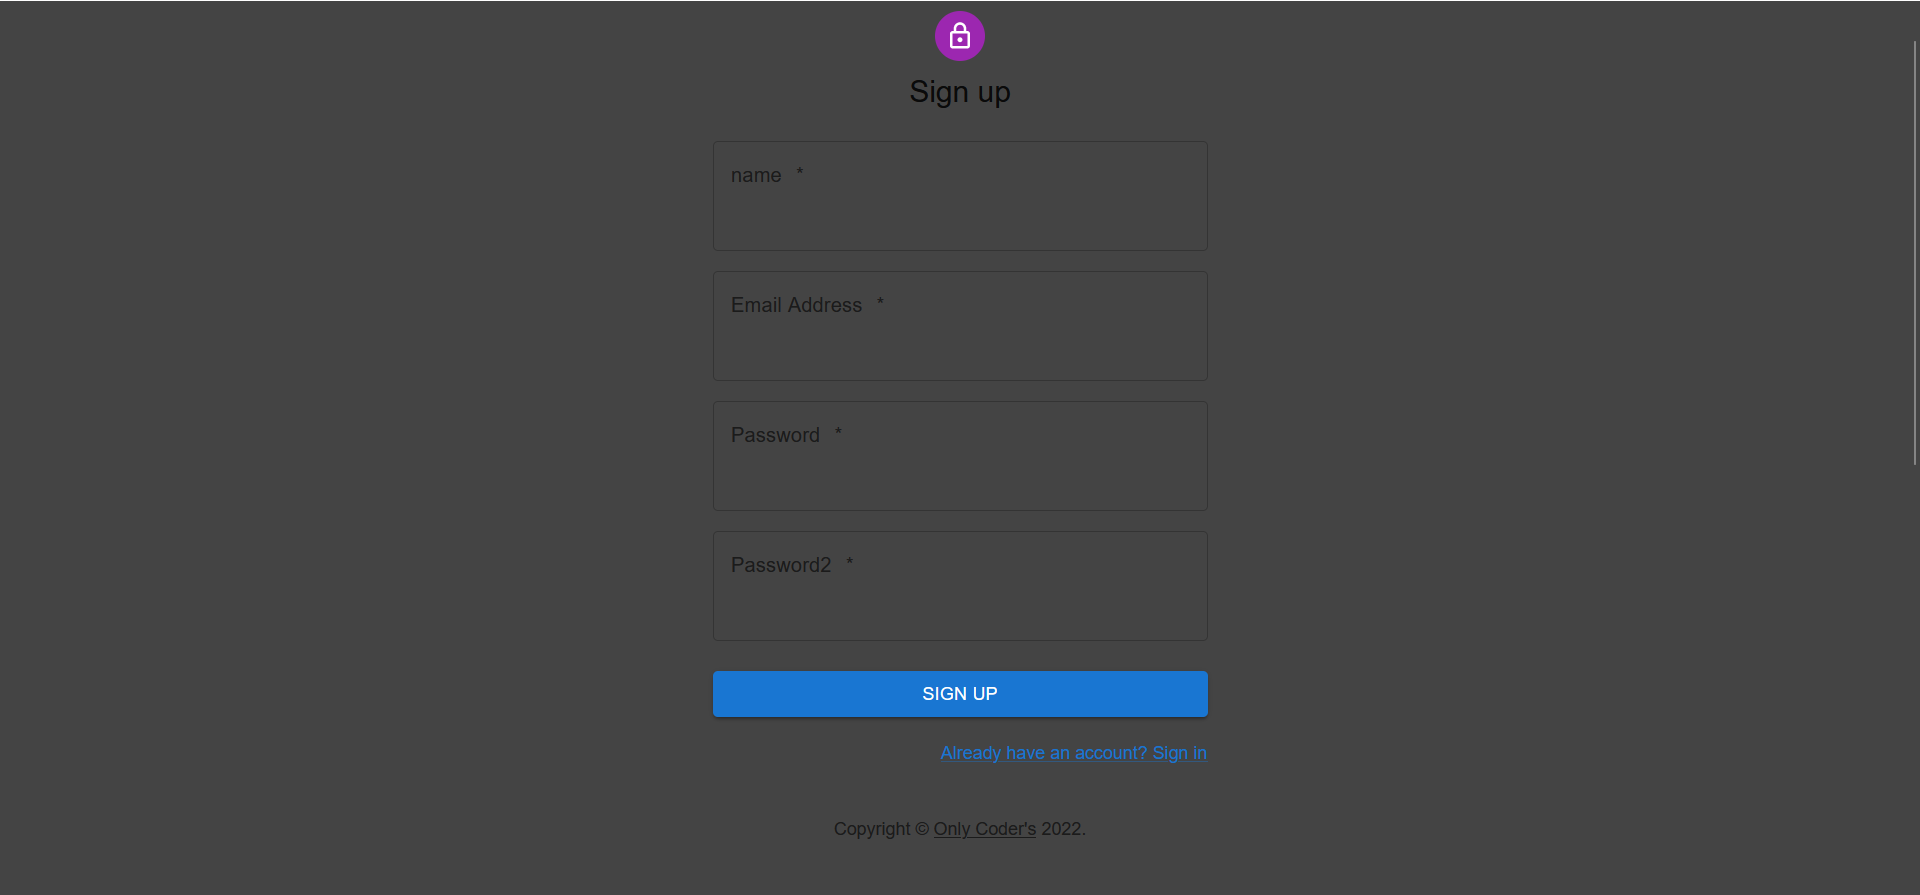 Sign up
name *
Email Address *
Password *
Password2 *
SIGN UP
Already have an account? Sign in
Copyright © Only Coder's 2022.